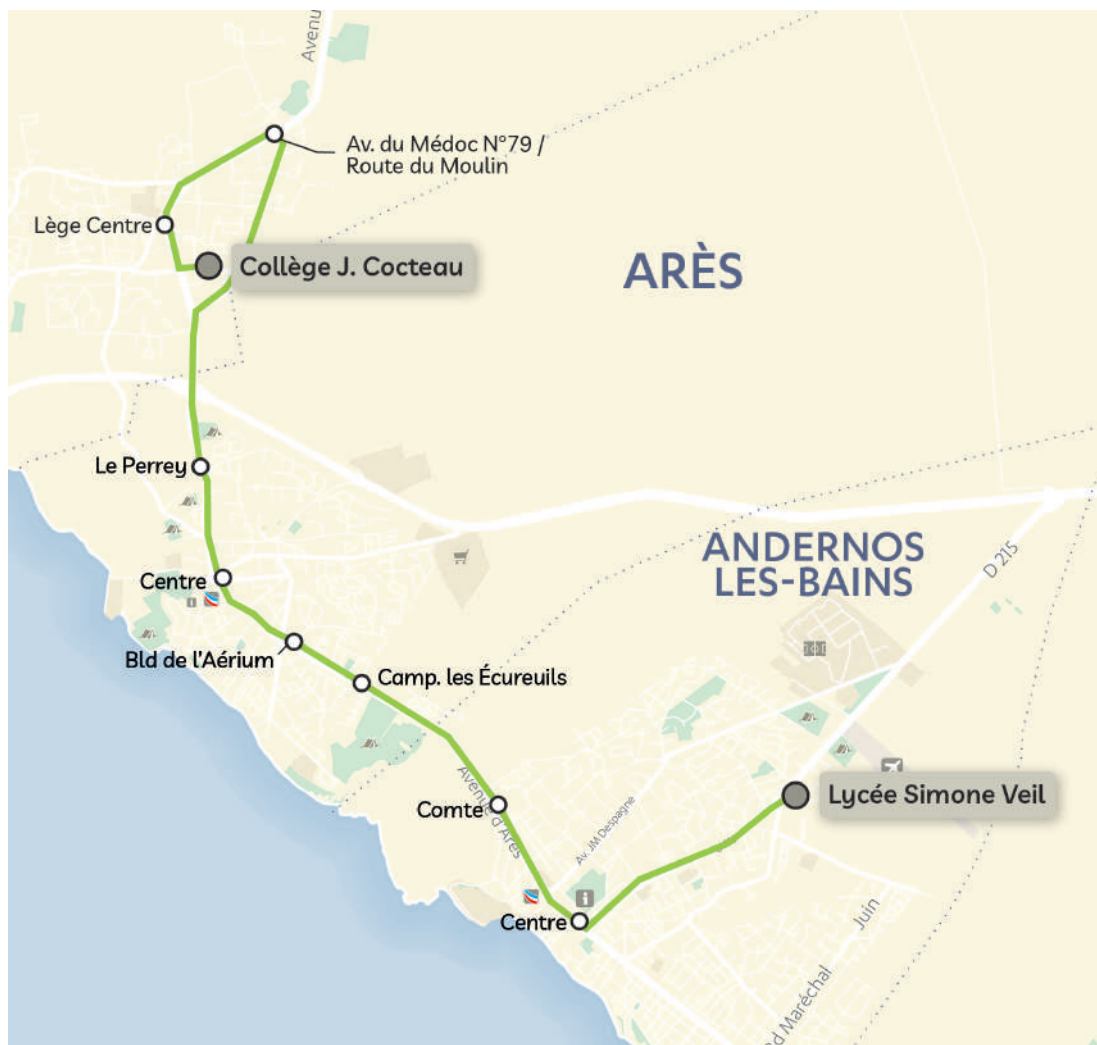 Avenu
Av. du Médoc N°79 /
Route du Moulin
Lège Centre
Collège J. Cocteau
ARÈS
Le Perrey
ANDERNOS
LES-BAINS
D 215
Centre
Bld de l'Aérium
Camp. les Écureuils
Avenue d'Arès
Comte
Av. JM Despagne
Lycée Simone Veil
Centre
d Maréchal
Juin